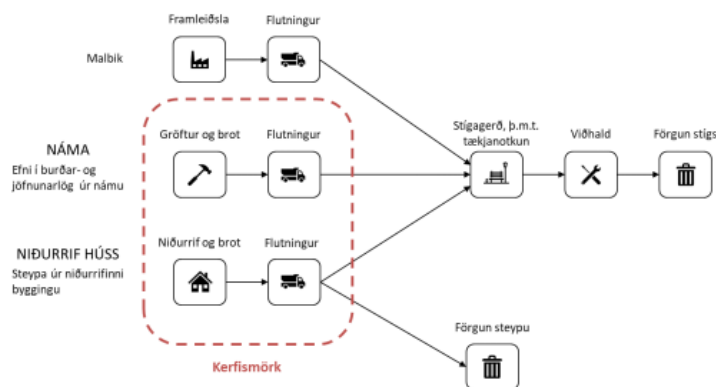 Framleiðsla
Flutningur
Malbik
NÁMA
Efni í burðar- og
jöfnunarlög úr námu
Gröftur og brot
Flutningur
Stígagerð, þ.m.t.
tækjanotkun
Viðhald
Förgun stígs
NIÐURRIF HÚSS
Steypa úr niðurrifinni
byggingu
Niðurrif og brot
Flutningur
Förgun steypu
Kerfismörk